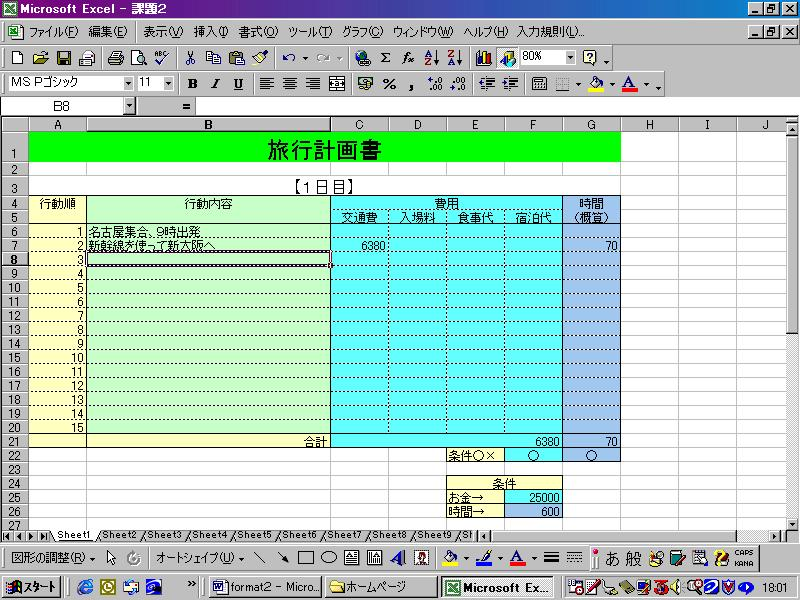 Microsoft Excel - 課題2
ファイル(F) 編集(E) 表示(V) 挿入(I) 書式(O) ツール(T) グラフ(C) ウィンドウ(W) ヘルプ(H) 入力規則(L)...
80%
MS Pゴシック 11 B I U
B8 =
A B C D E F G H I J
1 旅行計画書
2
3 【1日目】
4 行動順 行動内容 費用 時間
5 交通費 入場料 食事代 宿泊代 (概算)
6 1 名古屋集合、9時出発
7 2 新幹線を使って新大阪へ 6380 70
8 3
9 4
10 5
11 6
12 7
13 8
14 9
15 10
16 11
17 12
18 13
19 14
20 15
21 合計 6380 70
22 条件○× ○ ○
23
24 条件
25 お金→ 25000
26 時間→ 600
27
Sheet1 Sheet2 Sheet3 Sheet4 Sheet5 Sheet6 Sheet7 Sheet8 Sheet9
図形の調整(R) オートシェイプ(U) あ 般 CAPS KANA
スタート format2 - Micro... ホームページ Microsoft Ex... 18:01